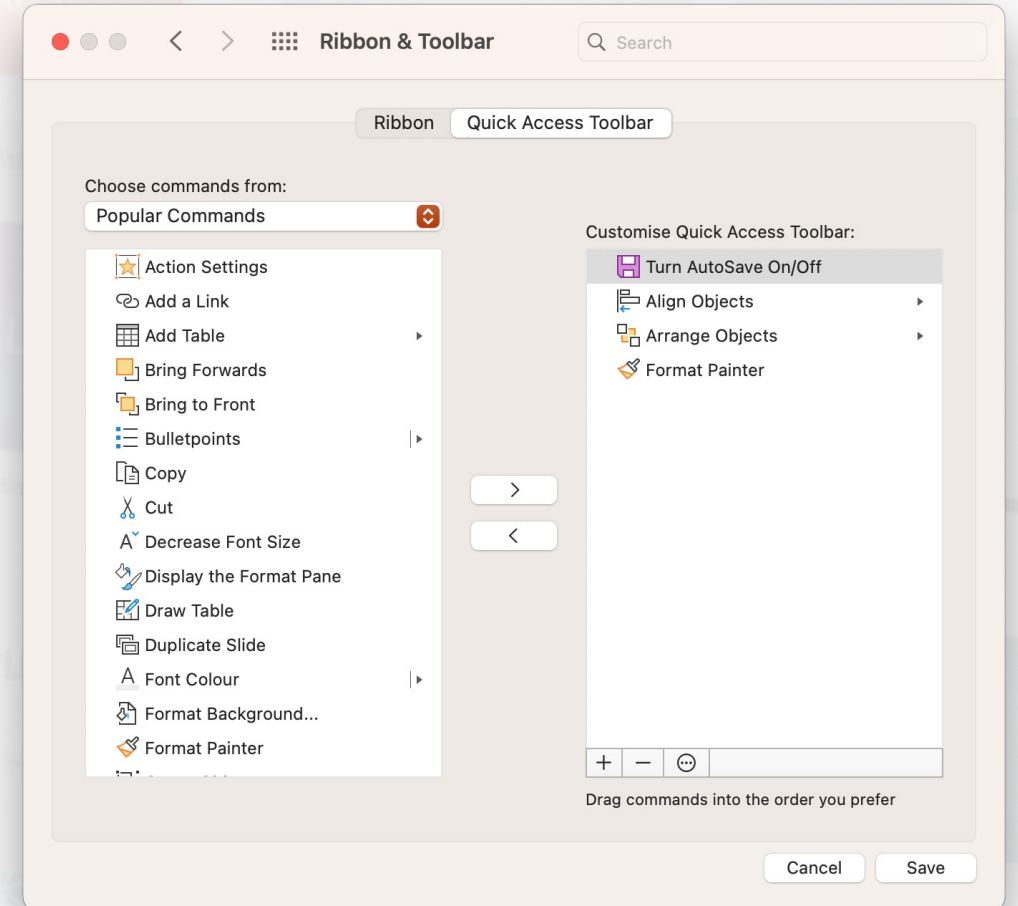 Ribbon & Toolbar
Search
Ribbon
Quick Access Toolbar
Choose commands from:
Popular Commands
Action Settings
Add a Link
Add Table
Bring Forwards
Bring to Front
Bulletpoints
Copy
Cut
Decrease Font Size
Display the Format Pane
Draw Table
Duplicate Slide
Font Colour
Format Background...
Format Painter
Customise Quick Access Toolbar:
Turn AutoSave On/Off
Align Objects
Arrange Objects
Format Painter
Drag commands into the order you prefer
Cancel
Save